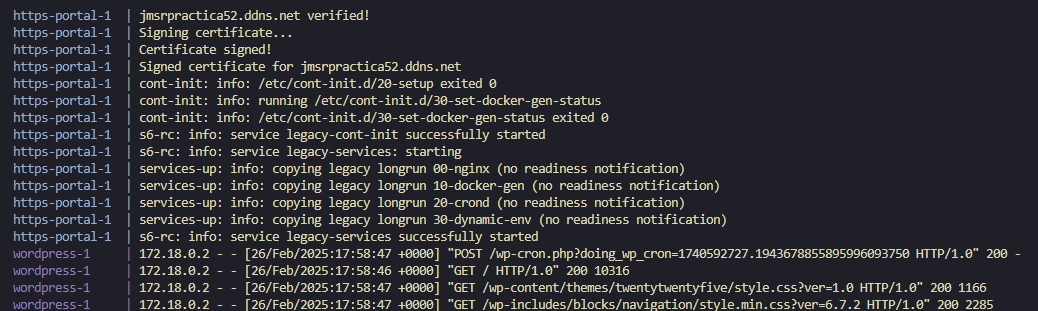 https-portal-1 | jmsrpractica52.ddns.net verified!
https-portal-1 | Signing certificate...
https-portal-1 | Certificate signed!
https-portal-1 | Signed certificate for jmsrpractica52.ddns.net
https-portal-1 | cont-init: info: /etc/cont-init.d/20-setup exited 0
https-portal-1 | cont-init: info: running /etc/cont-init.d/30-set-docker-gen-status
https-portal-1 | cont-init: info: /etc/cont-init.d/30-set-docker-gen-status exited 0
https-portal-1 | s6-rc: info: service legacy-cont-init successfully started
https-portal-1 | s6-rc: info: service legacy-services: starting
https-portal-1 | services-up: info: copying legacy longrun 00-nginx (no readiness notification)
https-portal-1 | services-up: info: copying legacy longrun 10-docker-gen (no readiness notification)
https-portal-1 | services-up: info: copying legacy longrun 20-crond (no readiness notification)
https-portal-1 | services-up: info: copying legacy longrun 30-dynamic-env (no readiness notification)
https-portal-1 | s6-rc: info: service legacy-services successfully started
wordpress-1 | 172.18.0.2 - - [26/Feb/2025:17:58:47 +0000] "POST /wp-cron.php?doing_wp_cron=1740592727.1943678855895996093750 HTTP/1.0" 200 -
wordpress-1 | 172.18.0.2 - - [26/Feb/2025:17:58:46 +0000] "GET / HTTP/1.0" 200 10316
wordpress-1 | 172.18.0.2 - - [26/Feb/2025:17:58:47 +0000] "GET /wp-content/themes/twentytwentyfive/style.css?ver=1.0 HTTP/1.0" 200 1166
wordpress-1 | 172.18.0.2 - - [26/Feb/2025:17:58:47 +0000] "GET /wp-includes/blocks/navigation/style.min.css?ver=6.7.2 HTTP/1.0" 200 2285